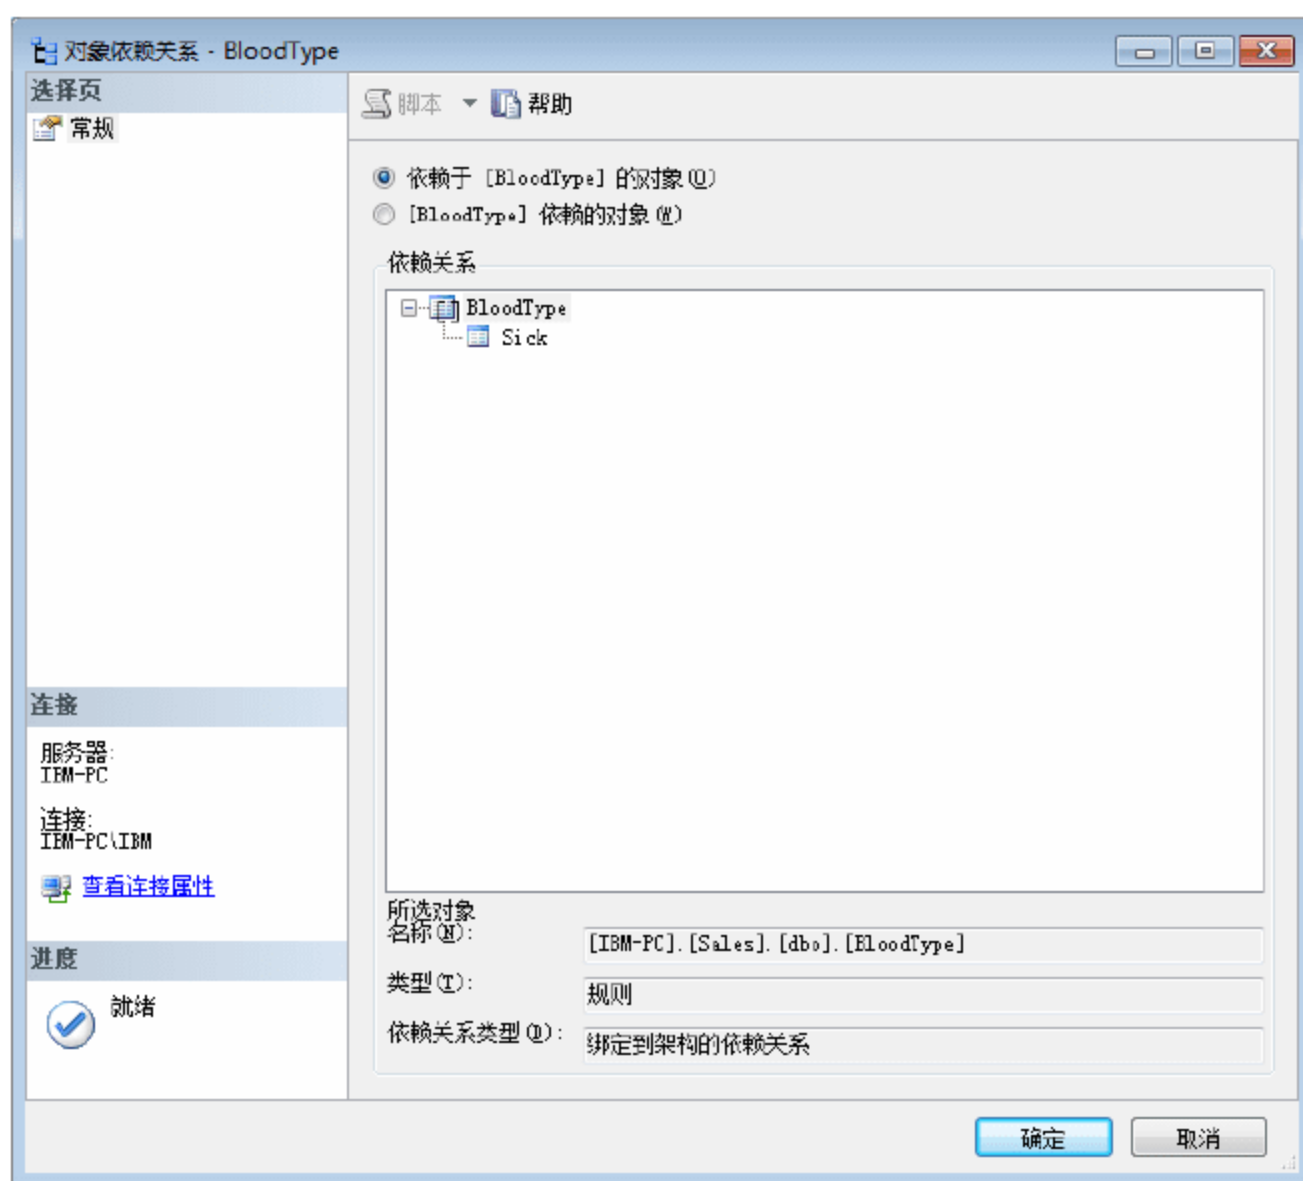 对象依赖关系 - BloodType
选择页
常规
脚本 帮助
依赖于 [BloodType] 的对象(O)
[BloodType] 依赖的对象(W)
依赖关系
BloodType
Sick
连接
服务器:
IBM-PC
连接:
IBM-PC\IBM
查看连接属性
进度
就绪
所选对象
名称(N): [IBM-PC].[Sales].[dbo].[BloodType]
类型(T): 规则
依赖关系类型(D): 绑定到架构的依赖关系
确定 取消